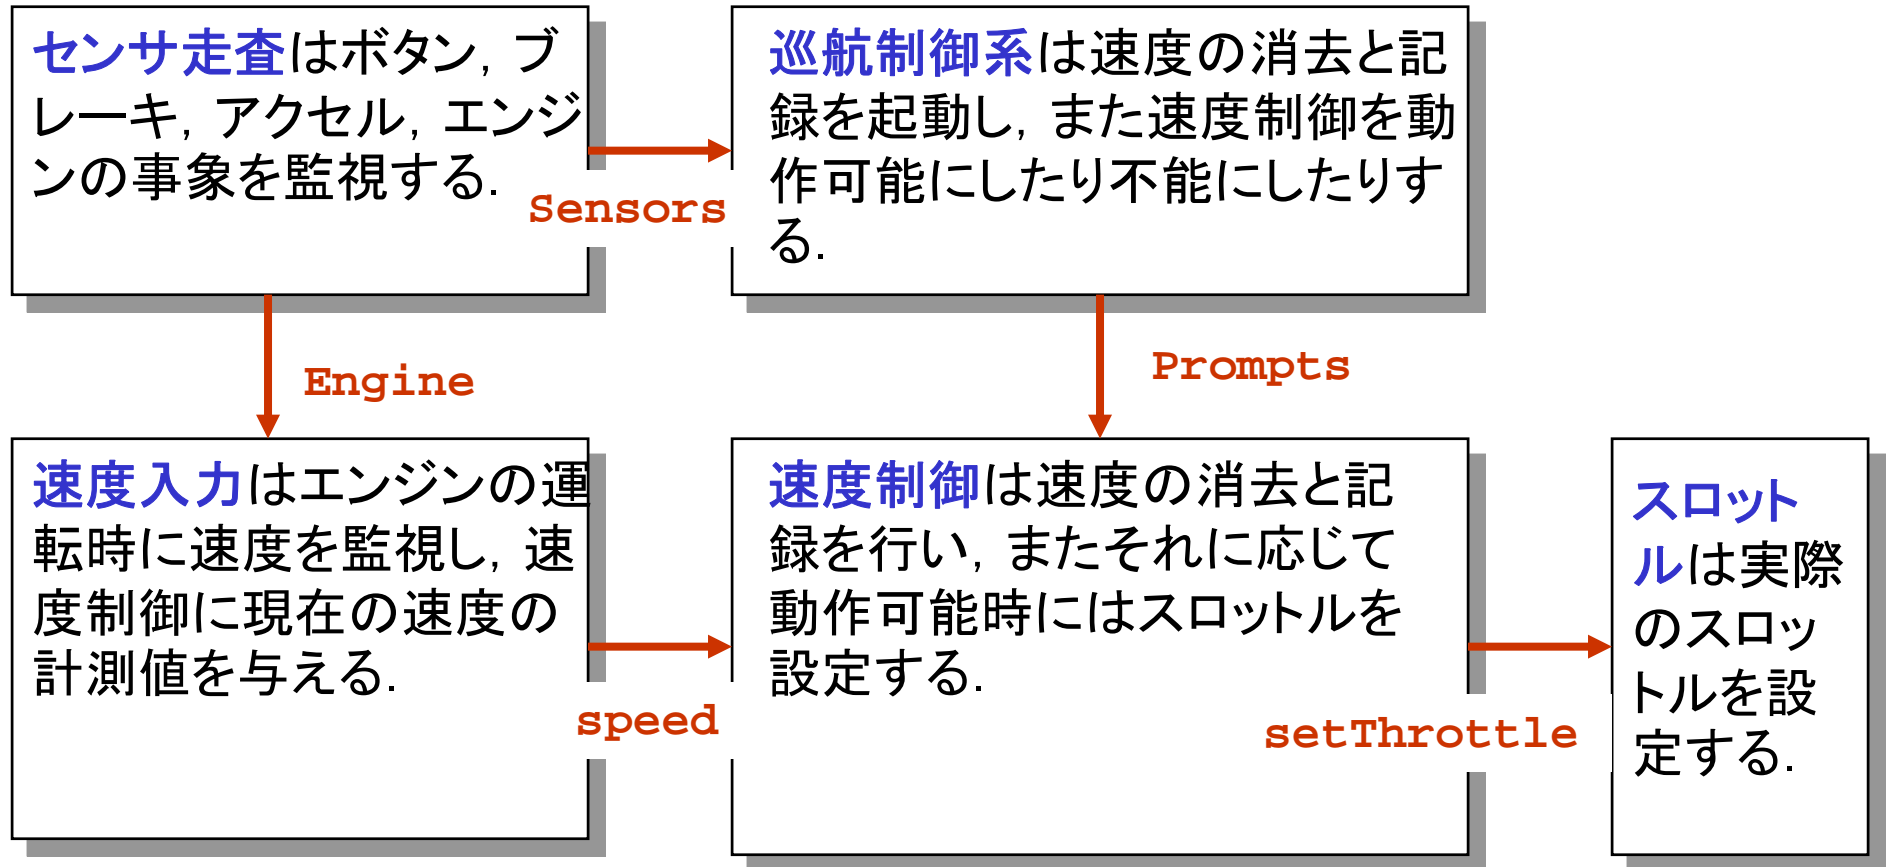 センサ走査はボタン, ブ
レーキ, アクセル, エンジ
ンの事象を監視する.
Sensors
巡航制御系は速度の消去と記
録を起動し, また速度制御を動
作可能にしたり不能にしたりす
る.
Engine
Prompts
速度入力はエンジンの運
転時に速度を監視し, 速
度制御に現在の速度の
計測値を与える.
speed
速度制御は速度の消去と記
録を行い, またそれに応じて
動作可能時にはスロットルを
設定する.
setThrottle
スロット
ルは実際
のスロッ
トルを設
定する.